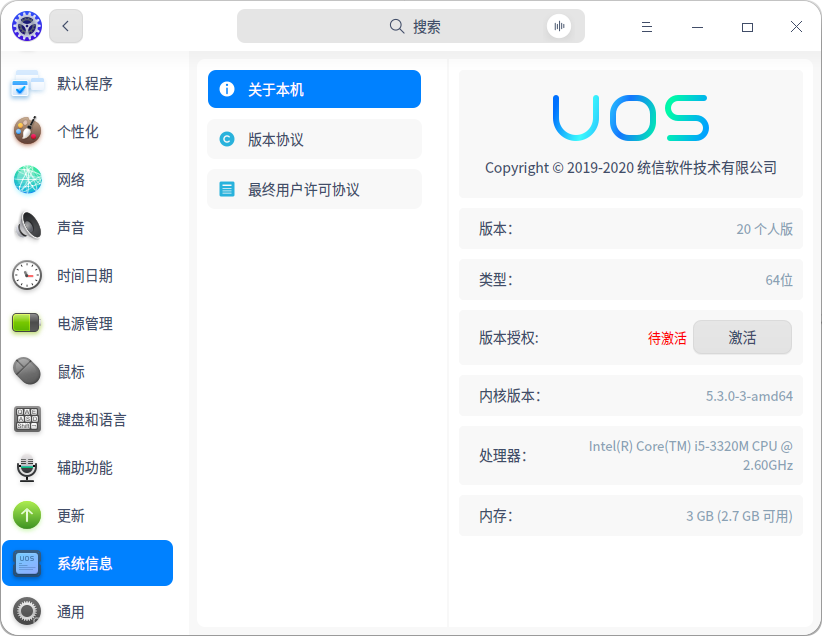 搜索
默认程序
个性化
网络
声音
时间日期
电源管理
鼠标
键盘和语言
辅助功能
更新
系统信息
通用
关于本机
版本协议
最终用户许可协议
UOS
Copyright © 2019-2020 统信软件技术有限公司
版本：
20 个人版
类型：
64位
版本授权:
待激活
激活
内核版本：
5.3.0-3-amd64
处理器：
Intel(R) Core(TM) i5-3320M CPU @
2.60GHz
内存：
3 GB (2.7 GB 可用)